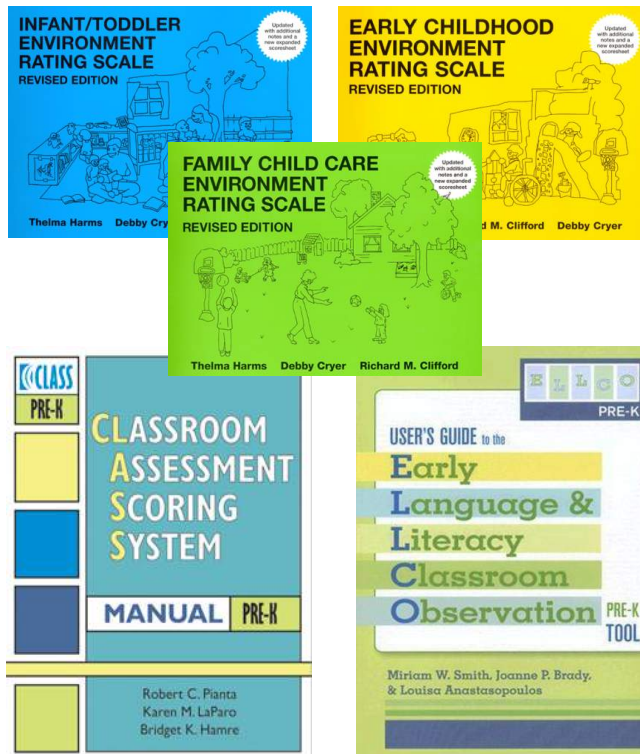 INFANT/TODDLER
ENVIRONMENT
RATING SCALE
REVISED EDITION
Updated
with additional
notes and a
new expanded
scoresheet
Thelma Harms Debby
EARLY CHILDHOOD
ENVIRONMENT
RATING SCALE
REVISED EDITION
Updated
with additional
notes and a
new expanded
scoresheet
M. Clifford Debby Cryer
FAMILY CHILD CARE
ENVIRONMENT
RATING SCALE
REVISED EDITION
Updated
with additional
notes and a
new expanded
scoresheet
Thelma Harms Debby Cryer Richard M. Clifford
CLASS
PRE-K
CLASSROOM
ASSESSMENT
SCORING
SYSTEM
MANUAL PRE-K
Robert C. Pianta
Karen M. LaParo
Bridget K. Hamre
ELLCO
PRE-K
USER'S GUIDE to the
Early
Language &
Literacy
Classroom
Observation PRE-K
TOOL
Miriam W. Smith, Joanne P. Brady,
& Louisa Anastasopoulos